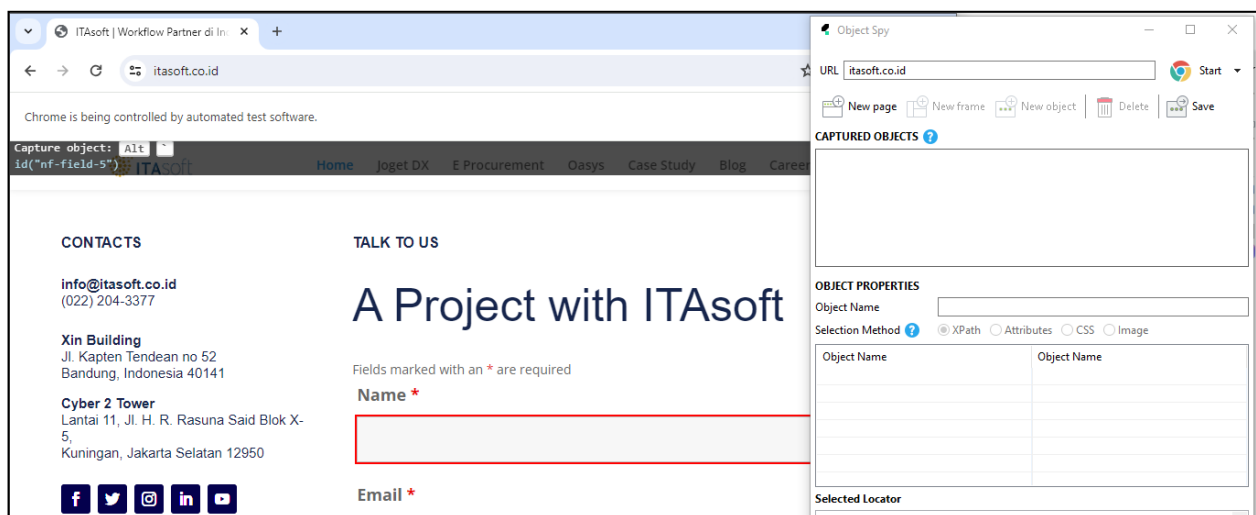 ITAsoft | Workflow Partner di In
itasoft.co.id
Chrome is being controlled by automated test software.
Capture object: Alt `
id("nf-field-5")
ITAsoft
Home Joget DX E Procurement Oasys Case Study Blog Career
CONTACTS
info@itasoft.co.id
(022) 204-3377
Xin Building
Jl. Kapten Tendean no 52
Bandung, Indonesia 40141
Cyber 2 Tower
Lantai 11, Jl. H. R. Rasuna Said Blok X-
5,
Kuningan, Jakarta Selatan 12950
TALK TO US
A Project with ITAsoft
Fields marked with an * are required
Name *
Email *
Object Spy
URL itasoft.co.id Start
New page New frame New object Delete Save
CAPTURED OBJECTS ?
OBJECT PROPERTIES
Object Name
Selection Method ? XPath Attributes CSS Image
Object Name Object Name
Selected Locator